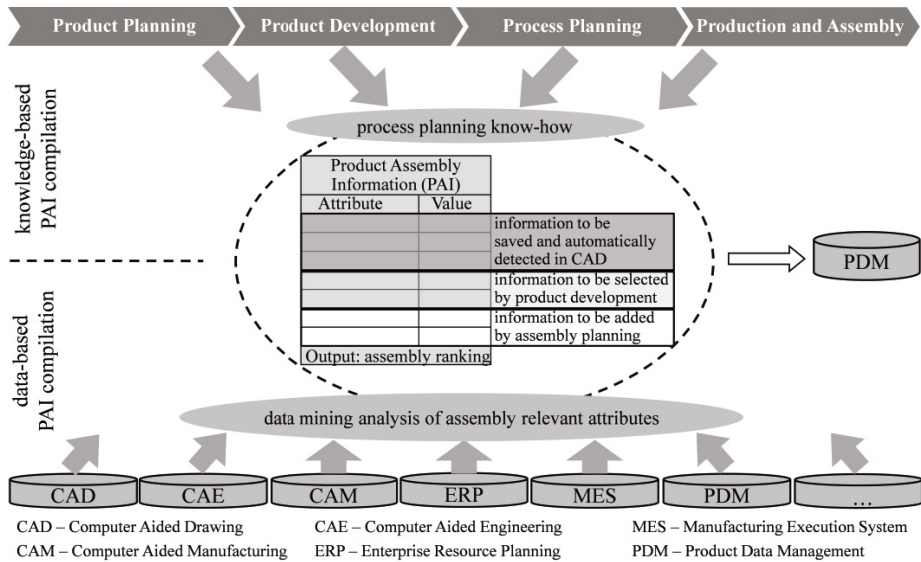 Product Planning
Product Development
Process Planning
Production and Assembly
knowledge-based
PAI compilation
process planning know-how
Product Assembly
Information (PAI)
Attribute
Value
information to be
saved and automatically
detected in CAD
information to be selected
by product development
information to be added
by assembly planning
Output: assembly ranking
PDM
data-based
PAI compilation
data mining analysis of assembly relevant attributes
CAD
CAE
CAM
ERP
MES
PDM
...
CAD – Computer Aided Drawing
CAE – Computer Aided Engineering
MES – Manufacturing Execution System
CAM – Computer Aided Manufacturing
ERP – Enterprise Resource Planning
PDM – Product Data Management